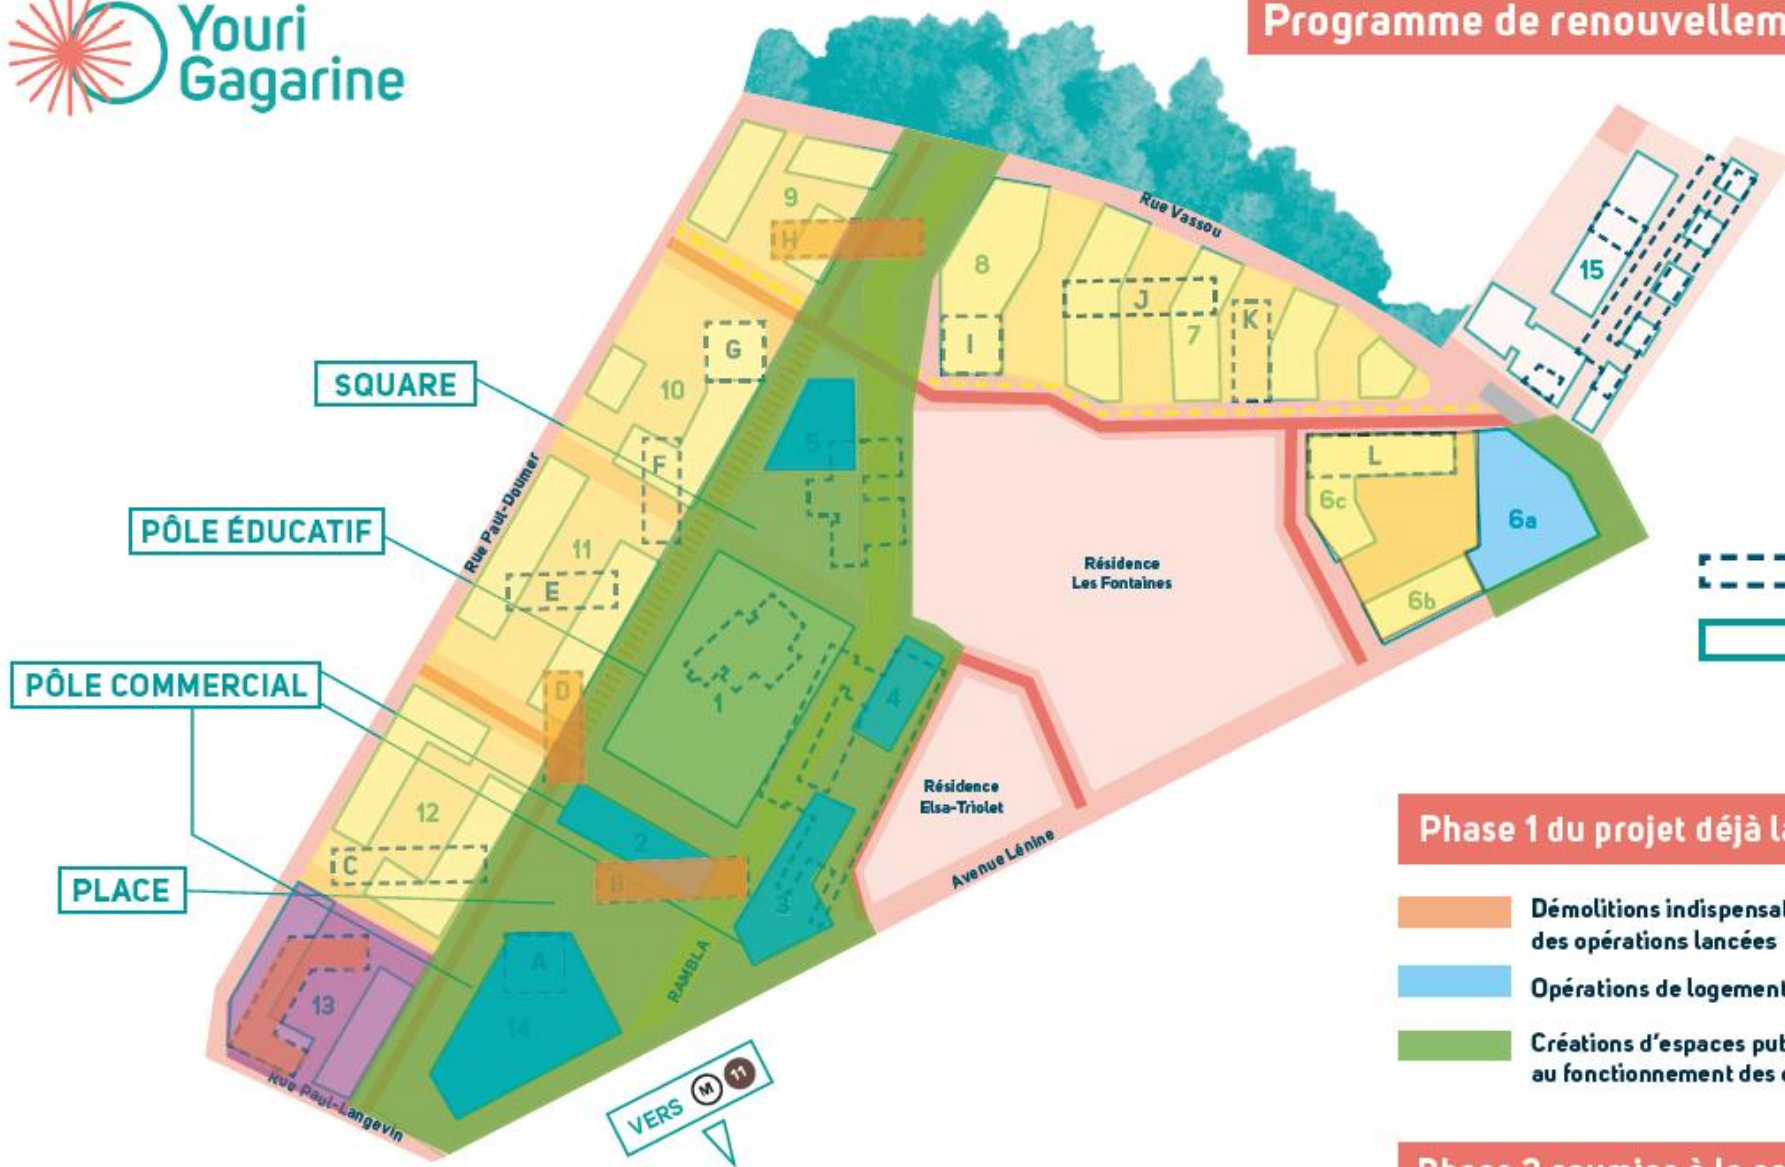 Youri
Gagarine
Programme de renouvellem
Rue Vassou
9
H
8
J
15
I
7
K
G
SQUARE
10
5
F
L
Rue Paul-Doumer
6c
6a
PÔLE ÉDUCATIF
11
Résidence
Les Fontaines
E
6b
PÔLE COMMERCIAL
D
1
4
Résidence
Elsa-Triolet
12
2
Phase 1 du projet déjà la
C
B
Avenue Lénine
PLACE
3
Démolitions indispensa
des opérations lancées
A
RAMBLA
13
14
Opérations de logement
Créations d'espaces pub
au fonctionnement des
Rue Paul-Langevin
VERS M 11